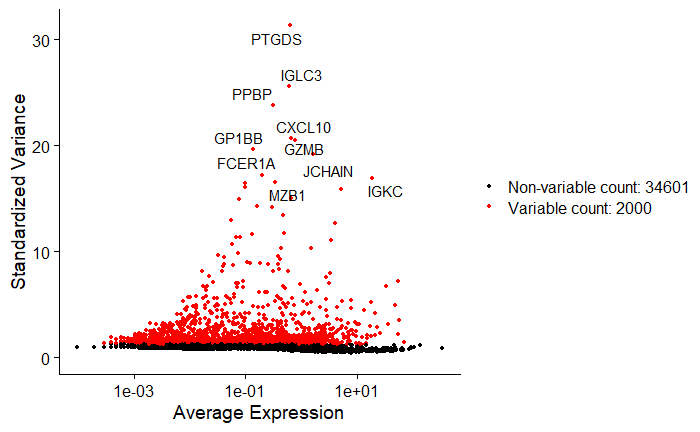 30
PTGDS
IGLC3
PPBP
CXCL10
GP1BB
20
GZMB
FCER1A
JCHAIN
MZB1
IGKC
Non-variable count: 34601
Variable count: 2000
10
0
Standardized Variance
1e-03
1e-01
1e+01
Average Expression